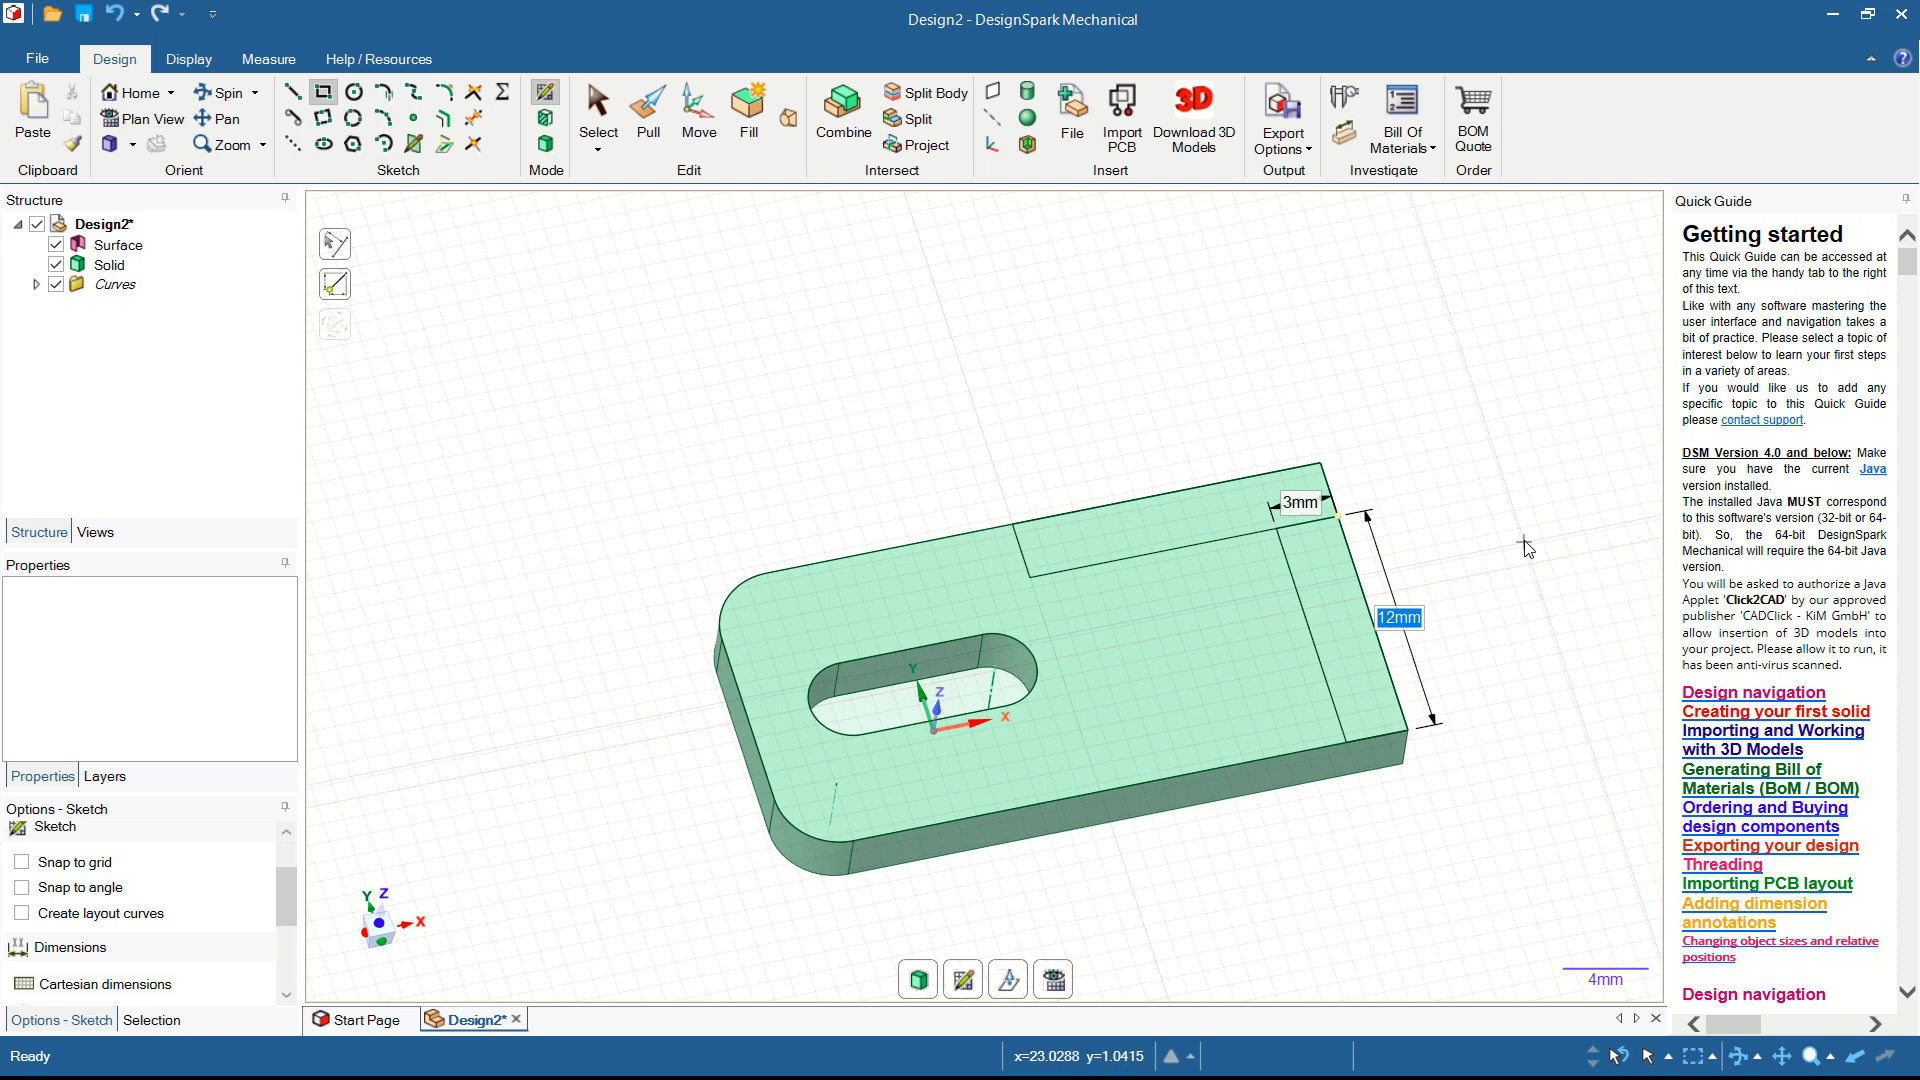 Design2 - DesignSpark Mechanical
File
Design
Display
Measure
Help / Resources
Paste
Clipboard
Home
Plan View
Spin
Pan
Zoom
Orient
Sketch
Mode
Select
Pull
Move
Fill
Edit
Combine
Split Body
Split
Project
Intersect
File
Import PCB
3D
Download 3D Models
Insert
Export Options
Output
Bill Of Materials
Investigate
BOM Quote
Order
Structure
Design2*
Surface
Solid
Curves
Structure
Views
Properties
Properties
Layers
Options - Sketch
Sketch
Snap to grid
Snap to angle
Create layout curves
Dimensions
Cartesian dimensions
Options - Sketch
Selection
3mm
12mm
Y
Z
X
Y Z
X
4mm
Start Page
Design2*
Quick Guide
Getting started
This Quick Guide can be accessed at
any time via the handy tab to the right
of this text.
Like with any software mastering the
user interface and navigation takes a
bit of practice. Please select a topic of
interest below to learn your first steps
in a variety of areas.
If you would like us to add any
specific topic to this Quick Guide
please contact support.
DSM Version 4.0 and below: Make
sure you have the current Java
version installed.
The installed Java MUST correspond
to this software's version (32-bit or 64-
bit). So, the 64-bit DesignSpark
Mechanical will require the 64-bit Java
version.
You will be asked to authorize a Java
Applet 'Click2CAD' by our approved
publisher 'CADClick - KiM GmbH' to
allow insertion of 3D models into
your project. Please allow it to run, it
has been anti-virus scanned.
Design navigation
Creating your first solid
Importing and Working
with 3D Models
Generating Bill of
Materials (BoM / BOM)
Ordering and Buying
design components
Exporting your design
Threading
Importing PCB layout
Adding dimension
annotations
Changing object sizes and relative
positions
Design navigation
Ready
x=23.0288 y=1.0415